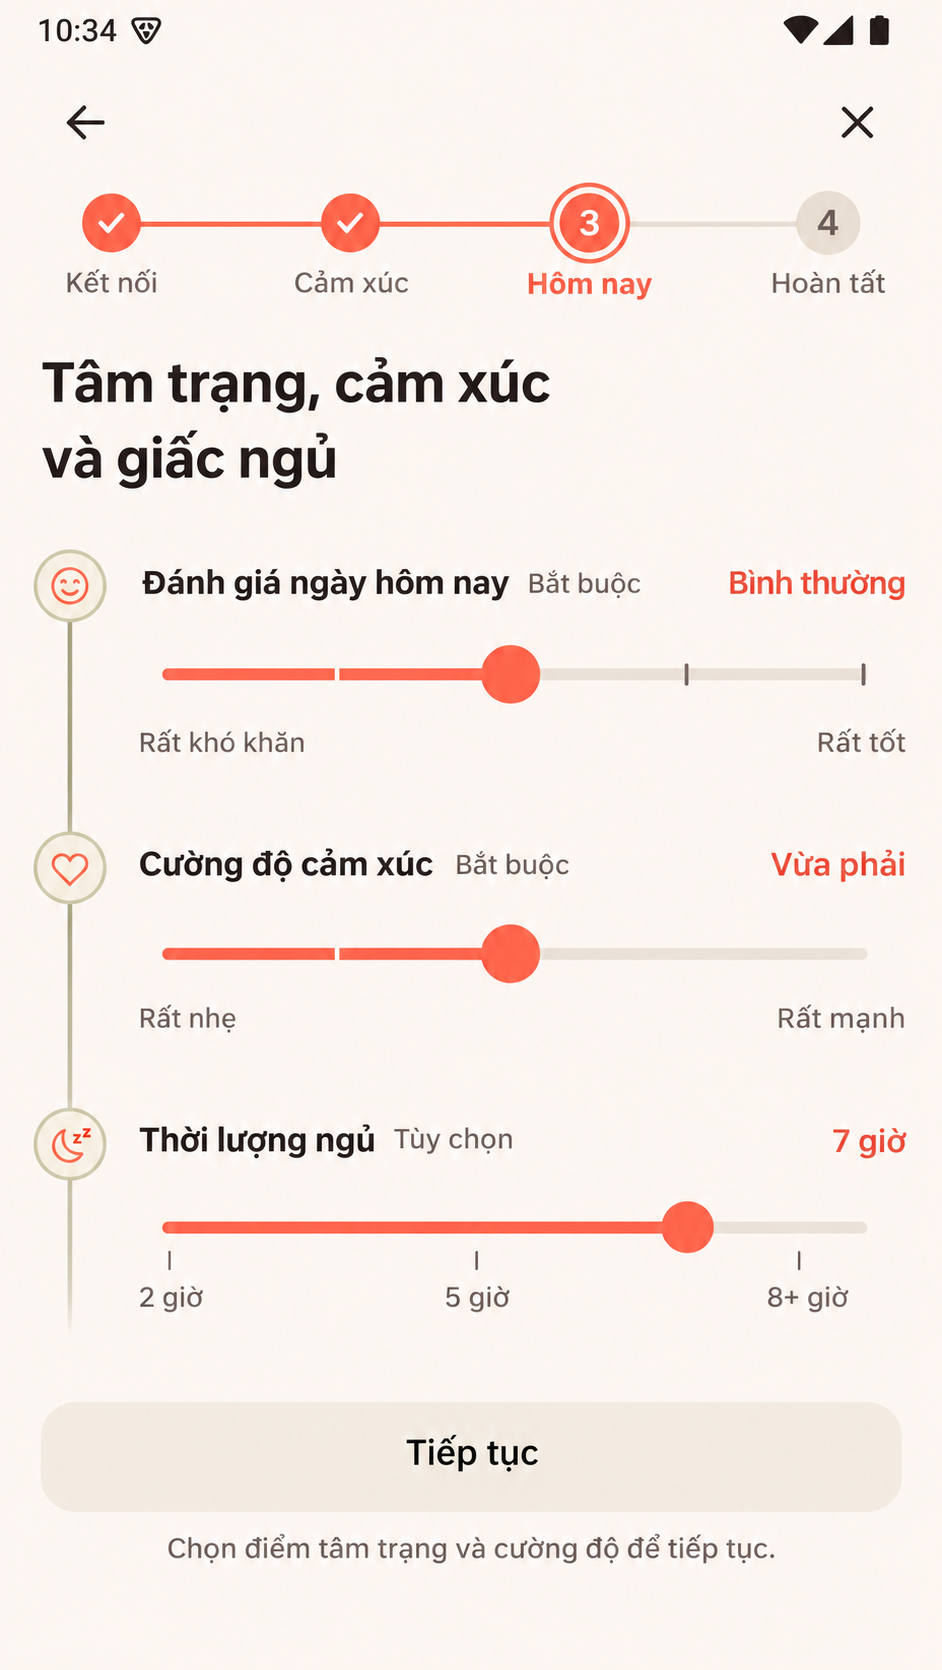 10:34
3
4
Kết nối
Cảm xúc
Hôm nay
Hoàn tất
Tâm trạng, cảm xúc
và giấc ngủ
Đánh giá ngày hôm nay Bắt buộc Bình thường
Rất khó khăn Rất tốt
Cường độ cảm xúc Bắt buộc Vừa phải
Rất nhẹ Rất mạnh
zz
Thời lượng ngủ Tùy chọn 7 giờ
2 giờ 5 giờ 8+ giờ
Tiếp tục
Chọn điểm tâm trạng và cường độ để tiếp tục.